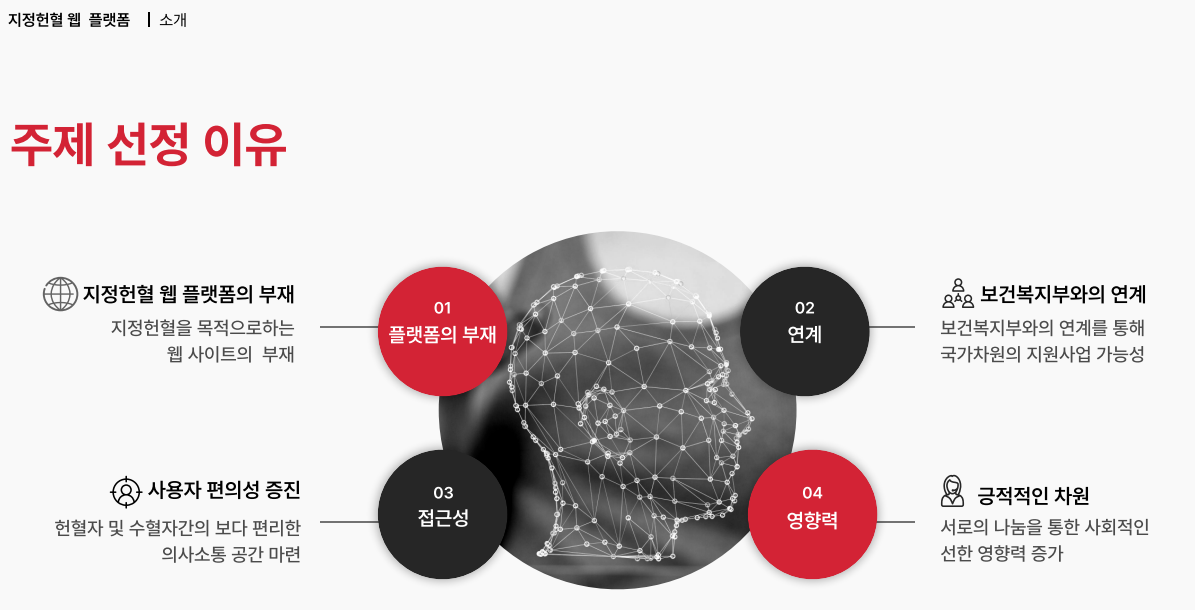 지정헌혈 웹 플랫폼 | 소개
주제 선정 이유
지정헌혈 웹 플랫폼의 부재
지정헌혈을 목적으로하는
웹 사이트의 부재
01
플랫폼의 부재
02
연계
보건복지부와의 연계
보건복지부와의 연계를 통해
국가차원의 지원사업 가능성
사용자 편의성 증진
헌혈자 및 수혈자간의 보다 편리한
의사소통 공간 마련
03
접근성
04
영향력
긍적적인 차원
서로의 나눔을 통한 사회적인
선한 영향력 증가